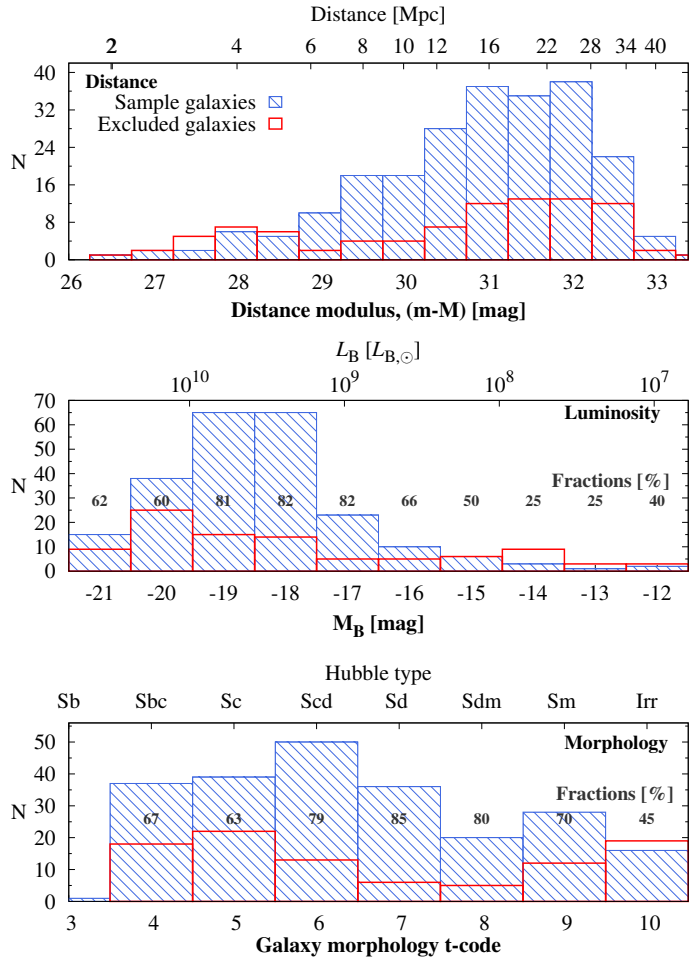 Distance [Mpc]
2 4 6 8 10 12 16 22 28 34 40
40
32
24
16
8
0
N
Distance
Sample galaxies
Excluded galaxies
26 27 28 29 30 31 32 33
Distance modulus, (m-M) [mag]
L_B [L_B,⊙]
10^10 10^9 10^8 10^7
70
60
50
40
30
20
10
0
N
Luminosity
Fractions [%]
62 60 81 82 82 66 50 25 25 40
-21 -20 -19 -18 -17 -16 -15 -14 -13 -12
M_B [mag]
Hubble type
Sb Sbc Sc Scd Sd Sdm Sm Irr
50
40
30
20
10
0
N
Morphology
Fractions [%]
67 63 79 85 80 70 45
3 4 5 6 7 8 9 10
Galaxy morphology t-code